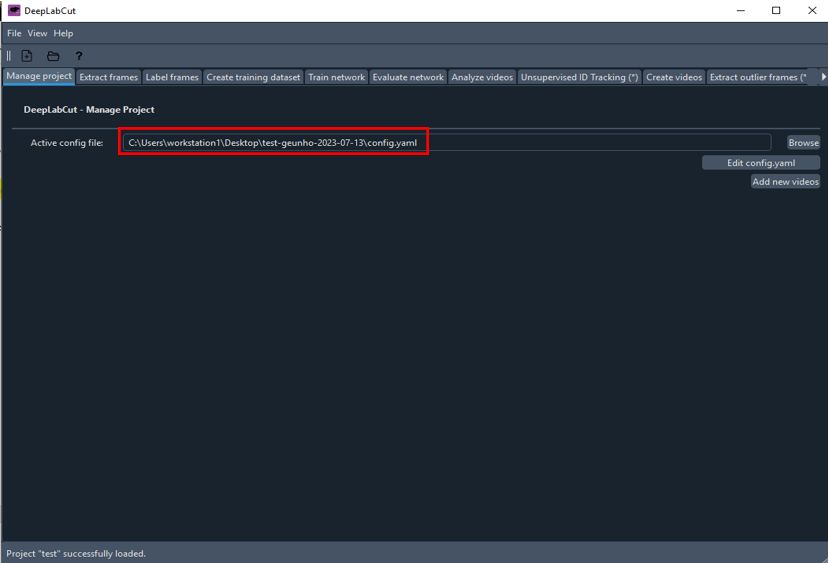 DeepLabCut
File View Help
?
Manage project Extract frames Label frames Create training dataset Train network Evaluate network Analyze videos Unsupervised ID Tracking (*) Create videos Extract outlier frames (*
DeepLabCut - Manage Project
Active config file: C:\Users\workstation1\Desktop\test-geunho-2023-07-13\config.yaml Browse
Edit config.yaml
Add new videos
Project "test" successfully loaded.